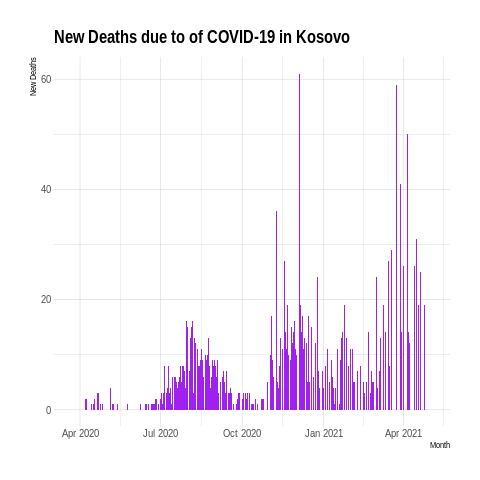 New Deaths due to of COVID-19 in Kosovo
New Deaths
60
40
20
0
Apr 2020 Jul 2020 Oct 2020 Jan 2021 Apr 2021
Month